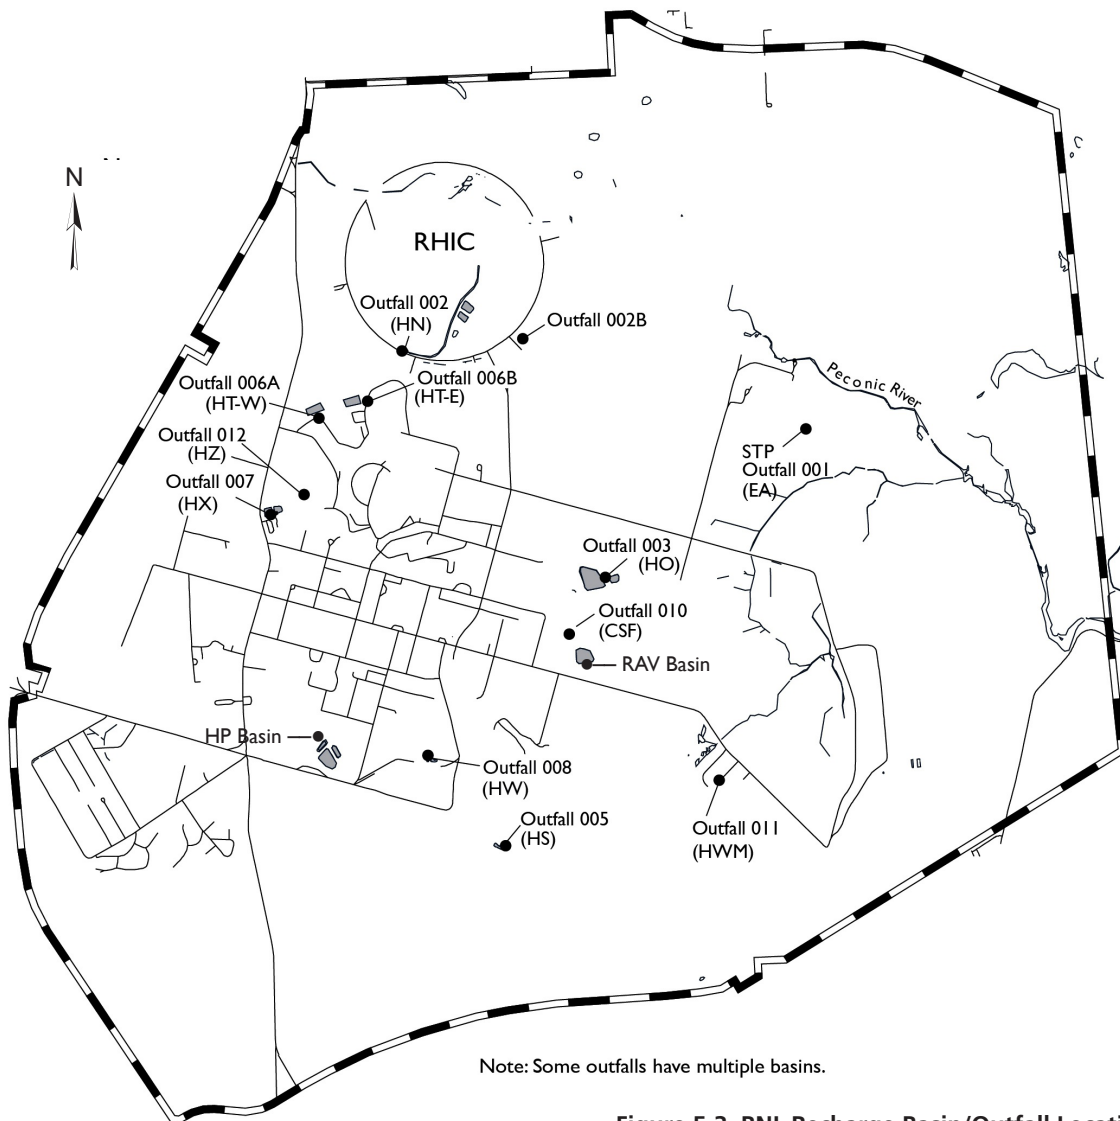 N
RHIC
Outfall 002
(HN)
Outfall 002B
Outfall 006A
(HT-W)
Outfall 006B
(HT-E)
Peconic River
Outfall 012
(HZ)
Outfall 007
(HX)
STP
Outfall 001
(EA)
Outfall 003
(HO)
Outfall 010
(CSF)
RAV Basin
HP Basin
Outfall 008
(HW)
Outfall 005
(HS)
Outfall 011
(HWM)
Note: Some outfalls have multiple basins.